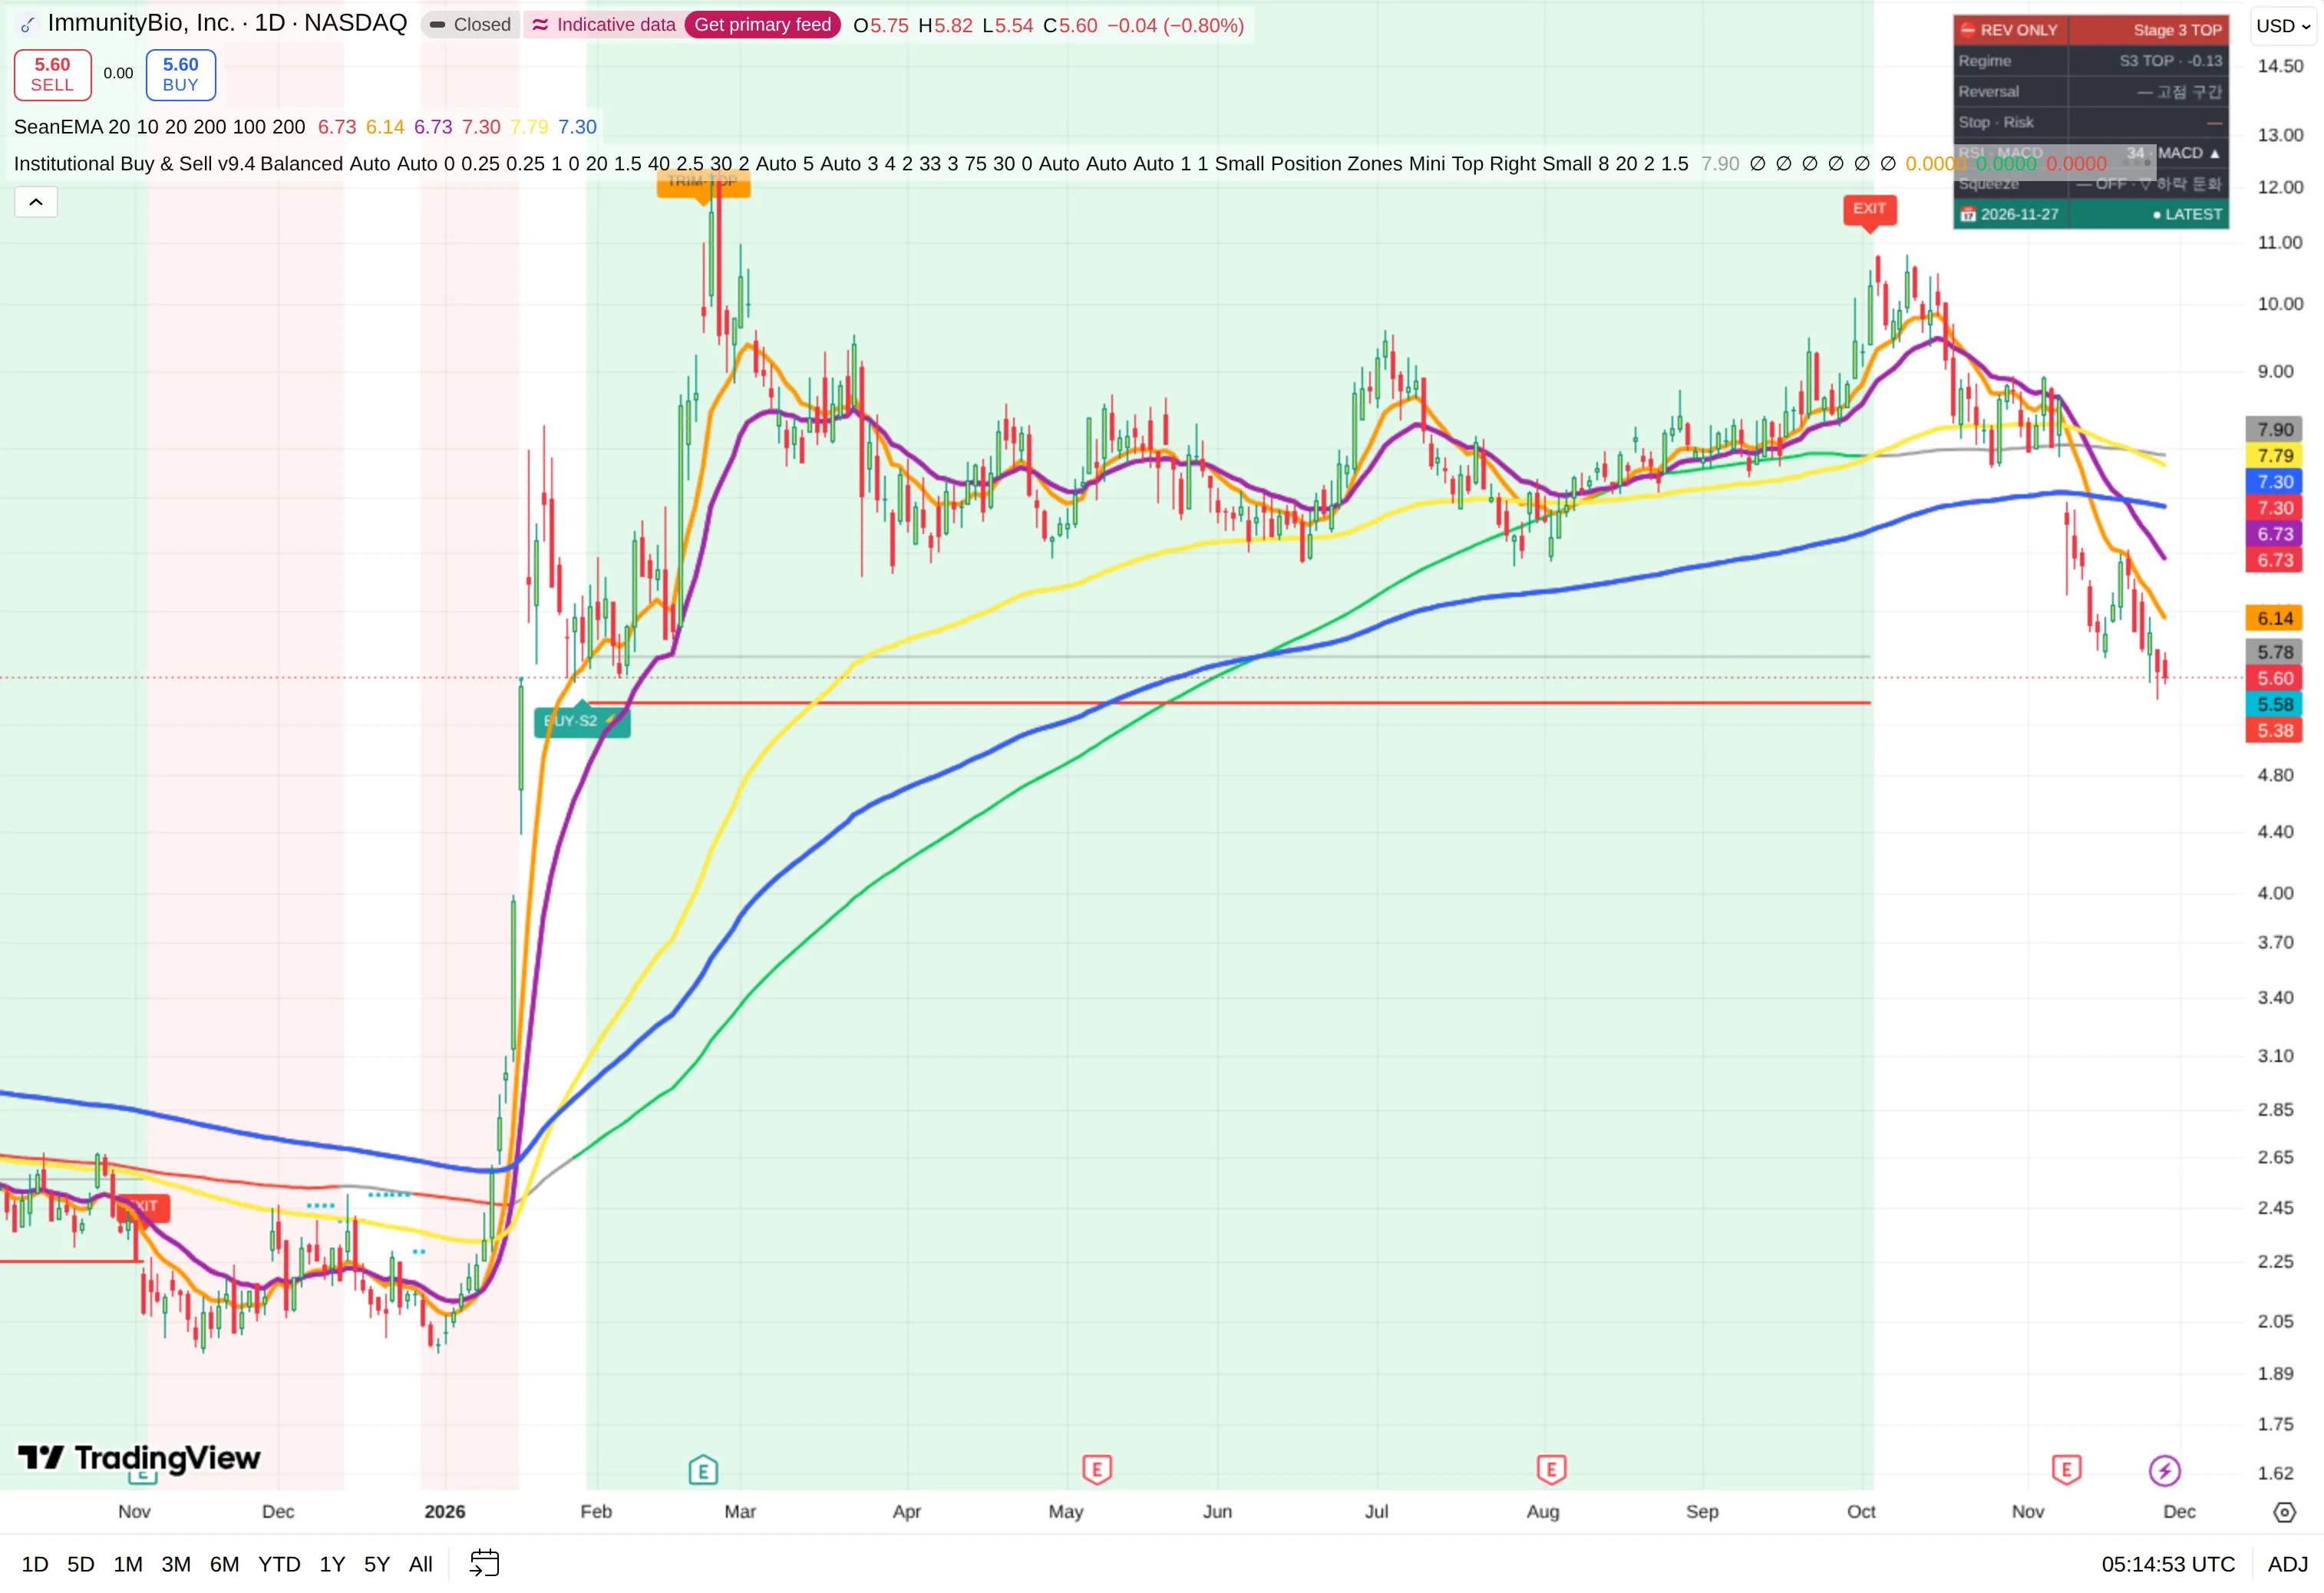 ImmunityBio, Inc. · 1D · NASDAQ Closed Indicative data Get primary feed O5.75 H5.82 L5.54 C5.60 −0.04 (−0.80%)
5.60 SELL 0.00 5.60 BUY
SeanEMA 20 10 20 200 100 200 6.73 6.14 6.73 7.30 7.79 7.30
Institutional Buy & Sell v9.4 Balanced Auto Auto 0 0.25 0.25 1 0 20 1.5 40 2.5 30 2 Auto 5 Auto 3 4 2 33 3 75 30 0 Auto Auto Auto 1 1 Small Position Zones Mini Top Right Small 8 20 2 1.5 7.90 ∅ ∅ ∅ ∅ ∅ ∅ 0.0000 0.0000 0.0000
REV ONLY Stage 3 TOP
Regime S3 TOP · -0.13
Reversal — 고점 구간
Stop · Risk —
RSI · MACD 34 · MACD ▲
Squeeze — OFF · ▽ 하락 둔화
2026-11-27 ● LATEST
USD
14.50
13.00
12.00
11.00
10.00
9.00
7.90
7.79
7.30
7.30
6.73
6.73
6.14
5.78
5.60
5.58
5.38
4.80
4.40
4.00
3.70
3.40
3.10
2.85
2.65
2.45
2.25
2.05
1.89
1.75
1.62
TRIM-TOP
EXIT
BUY-S2
EXIT
TradingView
E E E E E
Nov Dec 2026 Feb Mar Apr May Jun Jul Aug Sep Oct Nov Dec
1D 5D 1M 3M 6M YTD 1Y 5Y All 05:14:53 UTC ADJ